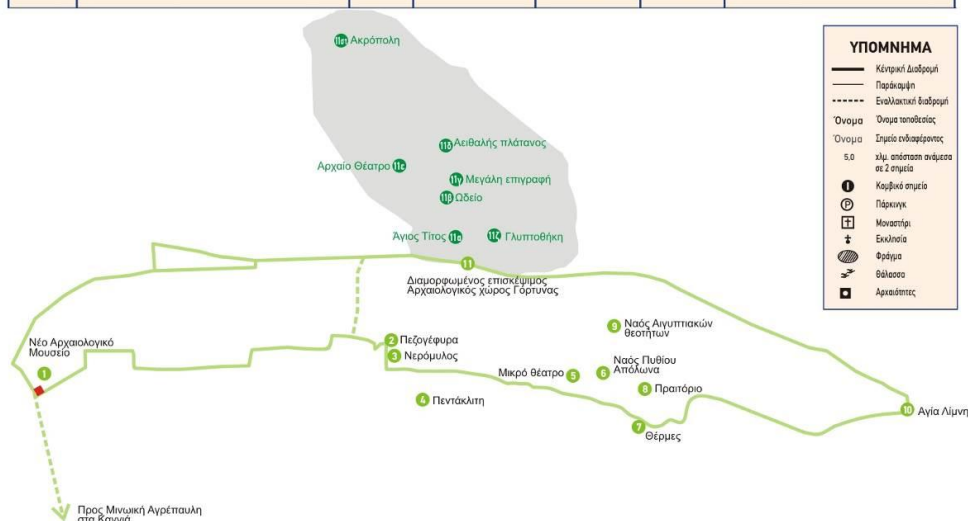 11στ Ακρόπολη
11δ Αειθαλής πλάτανος
Αρχαίο Θέατρο 11ε
11γ Μεγάλη επιγραφή
11β Ωδείο
Άγιος Τίτος 11α
11ζ Γλυπτοθήκη
11
Διαμορφωμένος επισκέψιμος
Αρχαιολογικός χώρος Γόρτυνας
Νέο Αρχαιολογικό
Μουσείο
1
2 Πεζογέφυρα
3 Νερόμυλος
4 Πεντάκλιτη
Μικρό θέατρο 5
6 Ναός Πυθίου
Απόλωνα
7 Θέρμες
8 Πραιτόριο
9 Ναός Αιγυπτιακών
θεοτήτων
10 Αγία Λίμνη
Προς Μινωική Αγρέπαυλη
στα Καννιά
ΥΠΟΜΝΗΜΑ
Κέντρική Διαδρομή
Παράκαμψη
Εναλλακτική διαδρομή
Όνομα Όνομα τοποθεσίας
Όνομα Σημείο ενδιαφέροντος
5,0 χλμ. απόσταση ανάμεσα
σε 2 σημεία
Κομβικό σημείο
P Πάρκινγκ
Μοναστήρι
Εκκλησία
Φράγμα
Θάλασσα
Αρχαιότητες